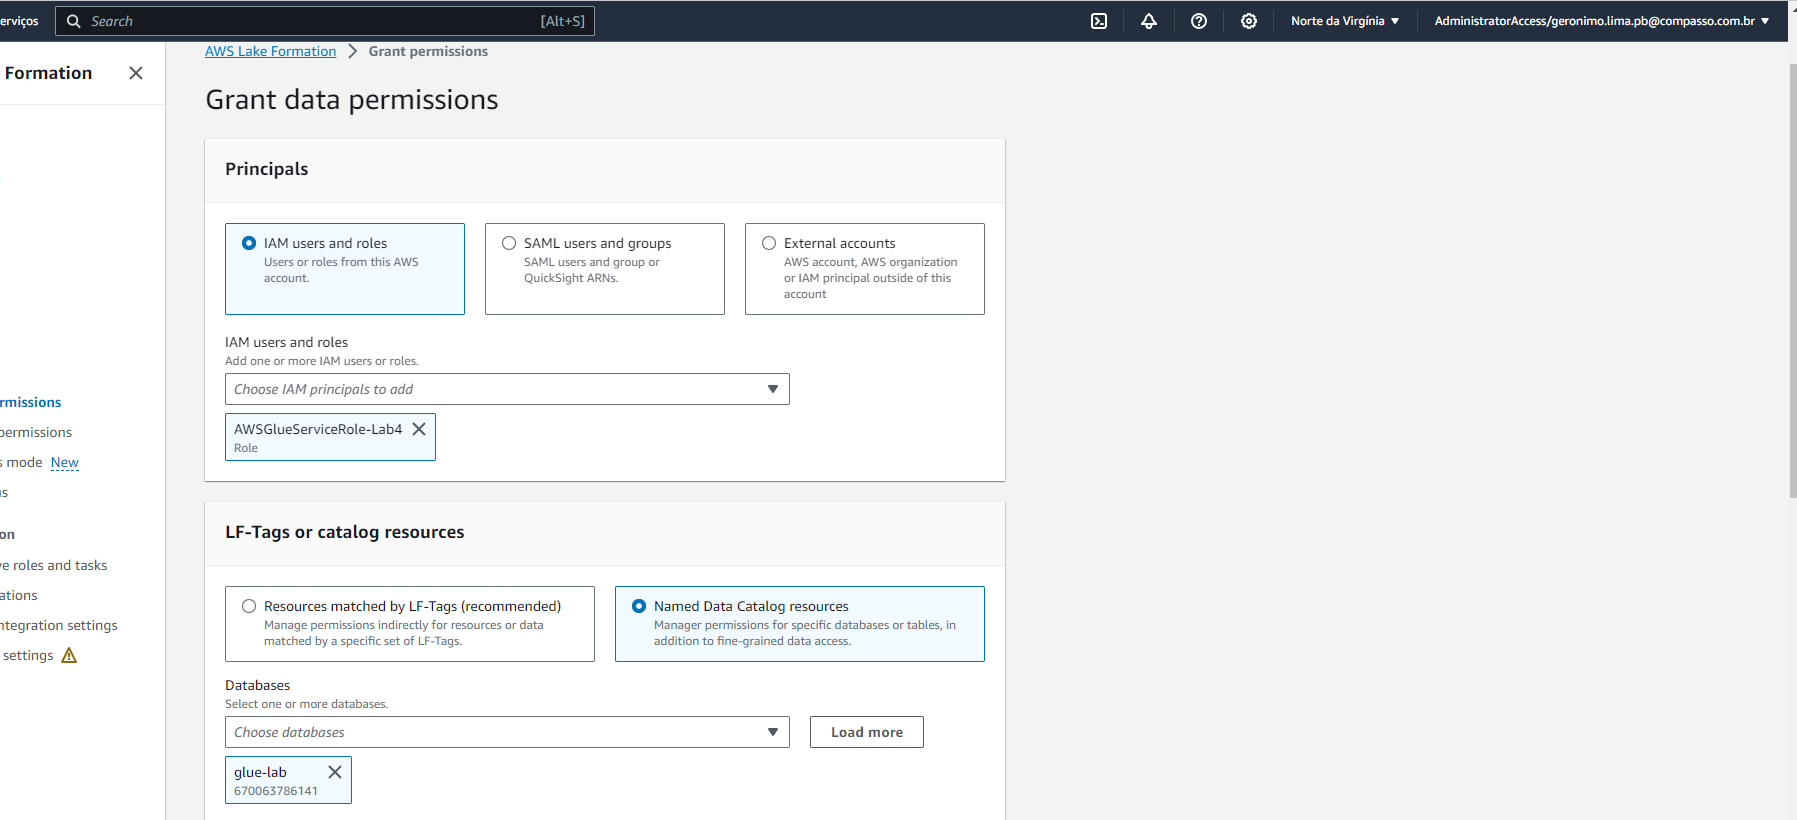 erviços
Search
[Alt+S]
Norte da Virgínia
AdministratorAccess/geronimo.lima.pb@compasso.com.br
Formation
rmissions
permissions
s mode New
ns
on
ve roles and tasks
ations
ntegration settings
settings
AWS Lake Formation
Grant permissions
Grant data permissions
Principals
IAM users and roles
Users or roles from this AWS
account.
SAML users and groups
SAML users and group or
QuickSight ARNs.
External accounts
AWS account, AWS organization
or IAM principal outside of this
account
IAM users and roles
Add one or more IAM users or roles.
Choose IAM principals to add
AWSGlueServiceRole-Lab4
Role
LF-Tags or catalog resources
Resources matched by LF-Tags (recommended)
Manage permissions indirectly for resources or data
matched by a specific set of LF-Tags.
Named Data Catalog resources
Manager permissions for specific databases or tables, in
addition to fine-grained data access.
Databases
Select one or more databases.
Choose databases
Load more
glue-lab
670063786141